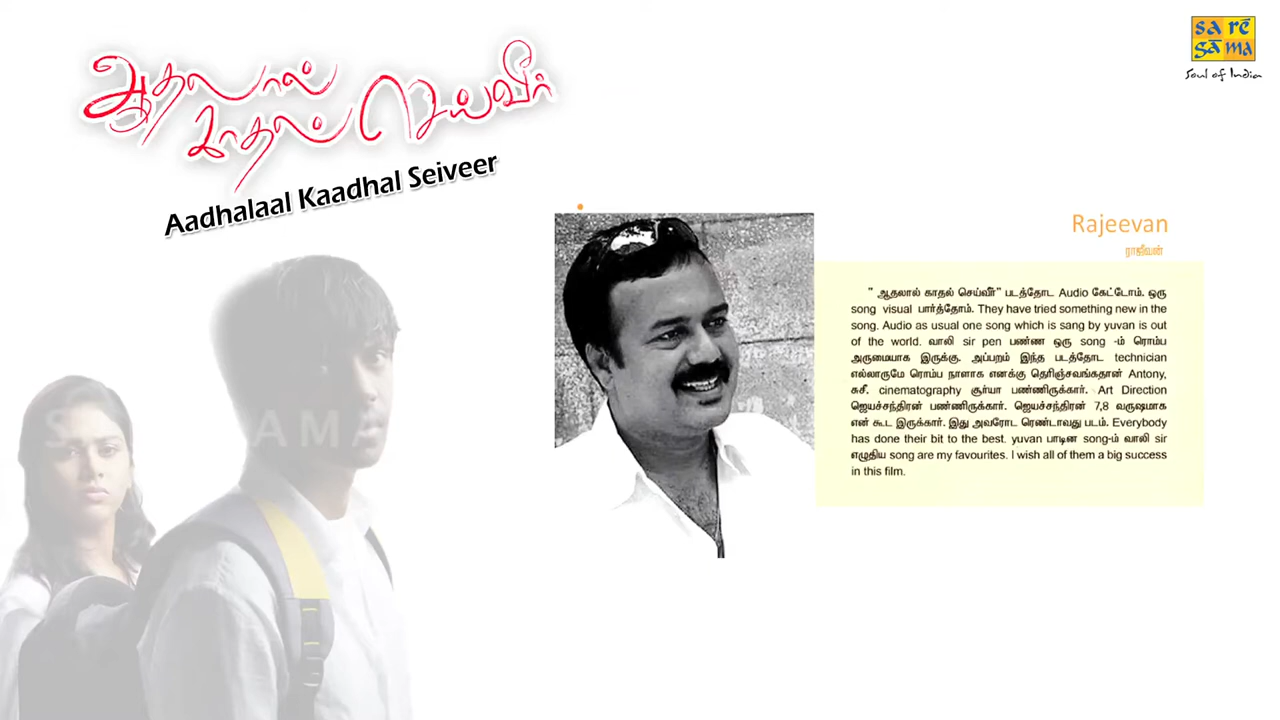 ஆதலால்
காதல் செய்வீர்
Aadhalaal Kaadhal Seiveer
sa rē
gā ma
Soul of India
Rajeevan
ராஜீவன்
" ஆதலால் காதல் செய்வீர்" படத்தோட Audio கேட்டோம். ஒரு
song visual பார்த்தோம். They have tried something new in the
song. Audio as usual one song which is sang by yuvan is out
of the world. வாலி sir pen பண்ண ஒரு song -ம் ரொம்ப
அருமையாக இருக்கு. அப்பறம் இந்த படத்தோட technician
எல்லாருமே ரொம்ப நாளாக எனக்கு தெரிஞ்சவங்கதான் Antony,
சுசீ. cinematography சூர்யா பண்ணிருக்கார். Art Direction
ஜெயச்சந்திரன் பண்ணிருக்கார். ஜெயச்சந்திரன் 7,8 வருஷமாக
என் கூட இருக்கார். இது அவரோட ரெண்டாவது படம். Everybody
has done their bit to the best. yuvan பாடின song-ம் வாலி sir
எழுதிய song are my favourites. I wish all of them a big success
in this film.